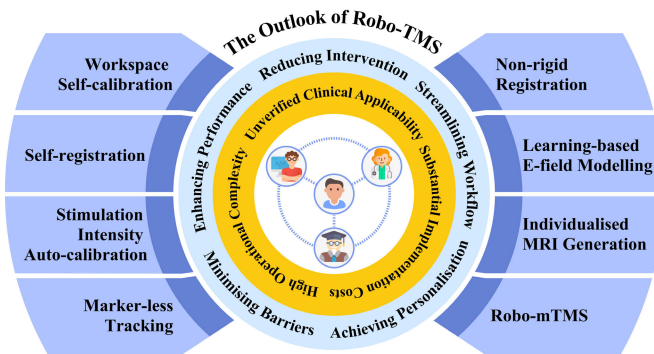 The Outlook of Robo-TMS
Workspace
Self-calibration
Self-registration
Stimulation
Intensity
Auto-calibration
Marker-less
Tracking
Enhancing Performance
Reducing Intervention
Streamlining Workflow
Minimising Barriers
Achieving Personalisation
Unverified Clinical Applicability
High Operational Complexity
Substantial Implementation Costs
Non-rigid
Registration
Learning-based
E-field Modelling
Individualised
MRI Generation
Robo-mTMS